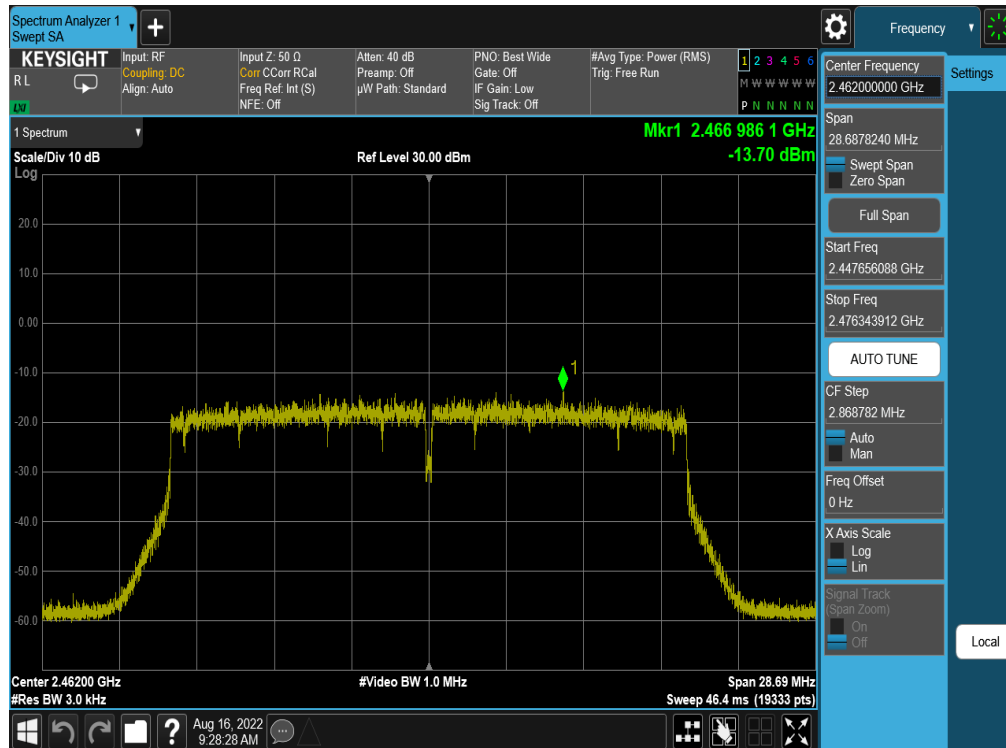 Spectrum Analyzer 1
Swept SA
+
Frequency
KEYSIGHT
R L
LXI
Input: RF
Coupling: DC
Align: Auto
Input Z: 50 Ω
Corr CCorr RCal
Freq Ref: Int (S)
NFE: Off
Atten: 40 dB
Preamp: Off
µW Path: Standard
PNO: Best Wide
Gate: Off
IF Gain: Low
Sig Track: Off
#Avg Type: Power (RMS)
Trig: Free Run
1 2 3 4 5 6
M W W W W W
P N N N N N
1 Spectrum
Scale/Div 10 dB
Log
Ref Level 30.00 dBm
Mkr1 2.466 986 1 GHz
-13.70 dBm
20.0
10.0
0.00
-10.0
-20.0
-30.0
-40.0
-50.0
-60.0
1
Center 2.46200 GHz
#Res BW 3.0 kHz
#Video BW 1.0 MHz
Span 28.69 MHz
Sweep 46.4 ms (19333 pts)
Center Frequency
2.462000000 GHz
Settings
Span
28.6878240 MHz
Swept Span
Zero Span
Full Span
Start Freq
2.447656088 GHz
Stop Freq
2.476343912 GHz
AUTO TUNE
CF Step
2.868782 MHz
Auto
Man
Freq Offset
0 Hz
X Axis Scale
Log
Lin
Signal Track
(Span Zoom)
On
Off
Local
?
Aug 16, 2022
9:28:28 AM